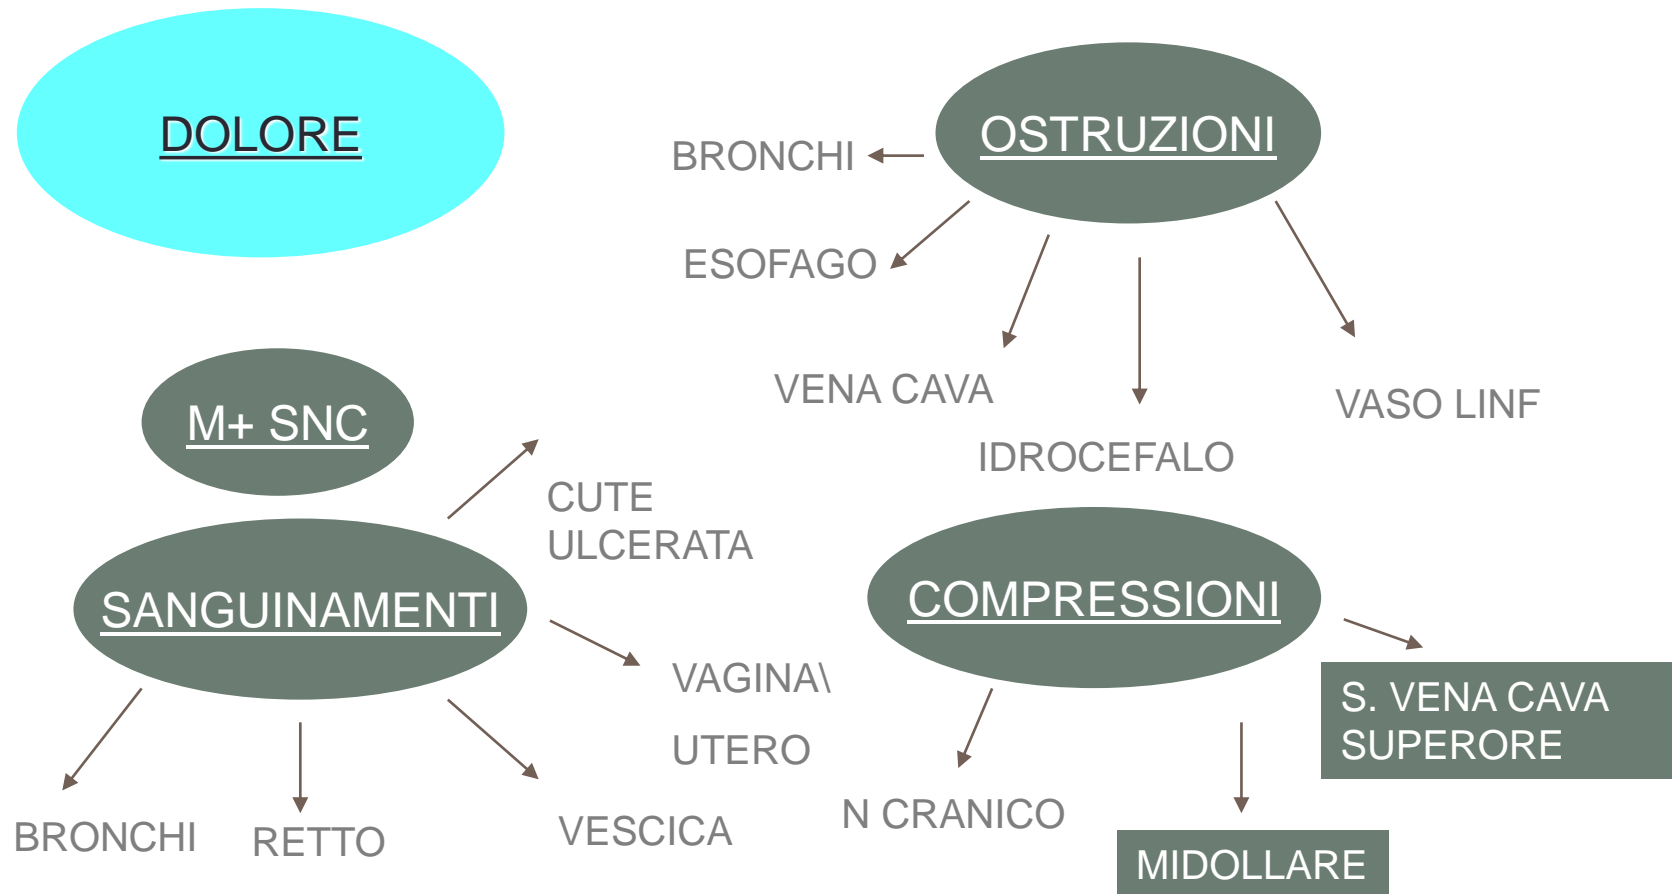 DOLORE
OSTRUZIONI
BRONCHI
ESOFAGO
VENA CAVA
IDROCEFALO
VASO LINF
M+ SNC
SANGUINAMENTI
CUTE
ULCERATA
VAGINA\
UTERO
VESCICA
RETTO
BRONCHI
COMPRESSIONI
S. VENA CAVA
SUPERORE
N CRANICO
MIDOLLARE